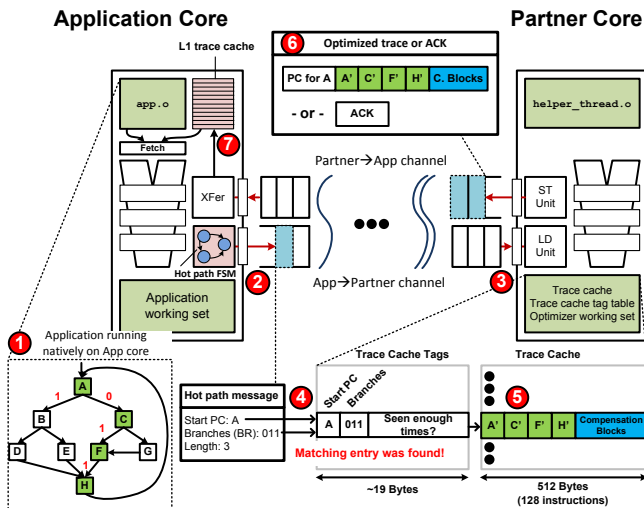 Application Core
Partner Core
L1 trace cache
6
Optimized trace or ACK
PC for A A' C' F' H' C. Blocks
- or - ACK
app.o
helper_thread.o
Fetch
7
Partner→App channel
XFer
ST
Unit
Hot path FSM
LD
Unit
2
App→Partner channel
3
Application
working set
Trace cache
Trace cache tag table
Optimizer working set
1
Application running
natively on App core
A
1 0
B C
1
D E F G
1
H
Hot path message
Start PC: A
Branches (BR): 011
Length: 3
4
Trace Cache Tags
Start PC
Branches
A 011 Seen enough
times?
Matching entry was found!
~19 Bytes
Trace Cache
5
A' C' F' H' Compensation
Blocks
512 Bytes
(128 instructions)